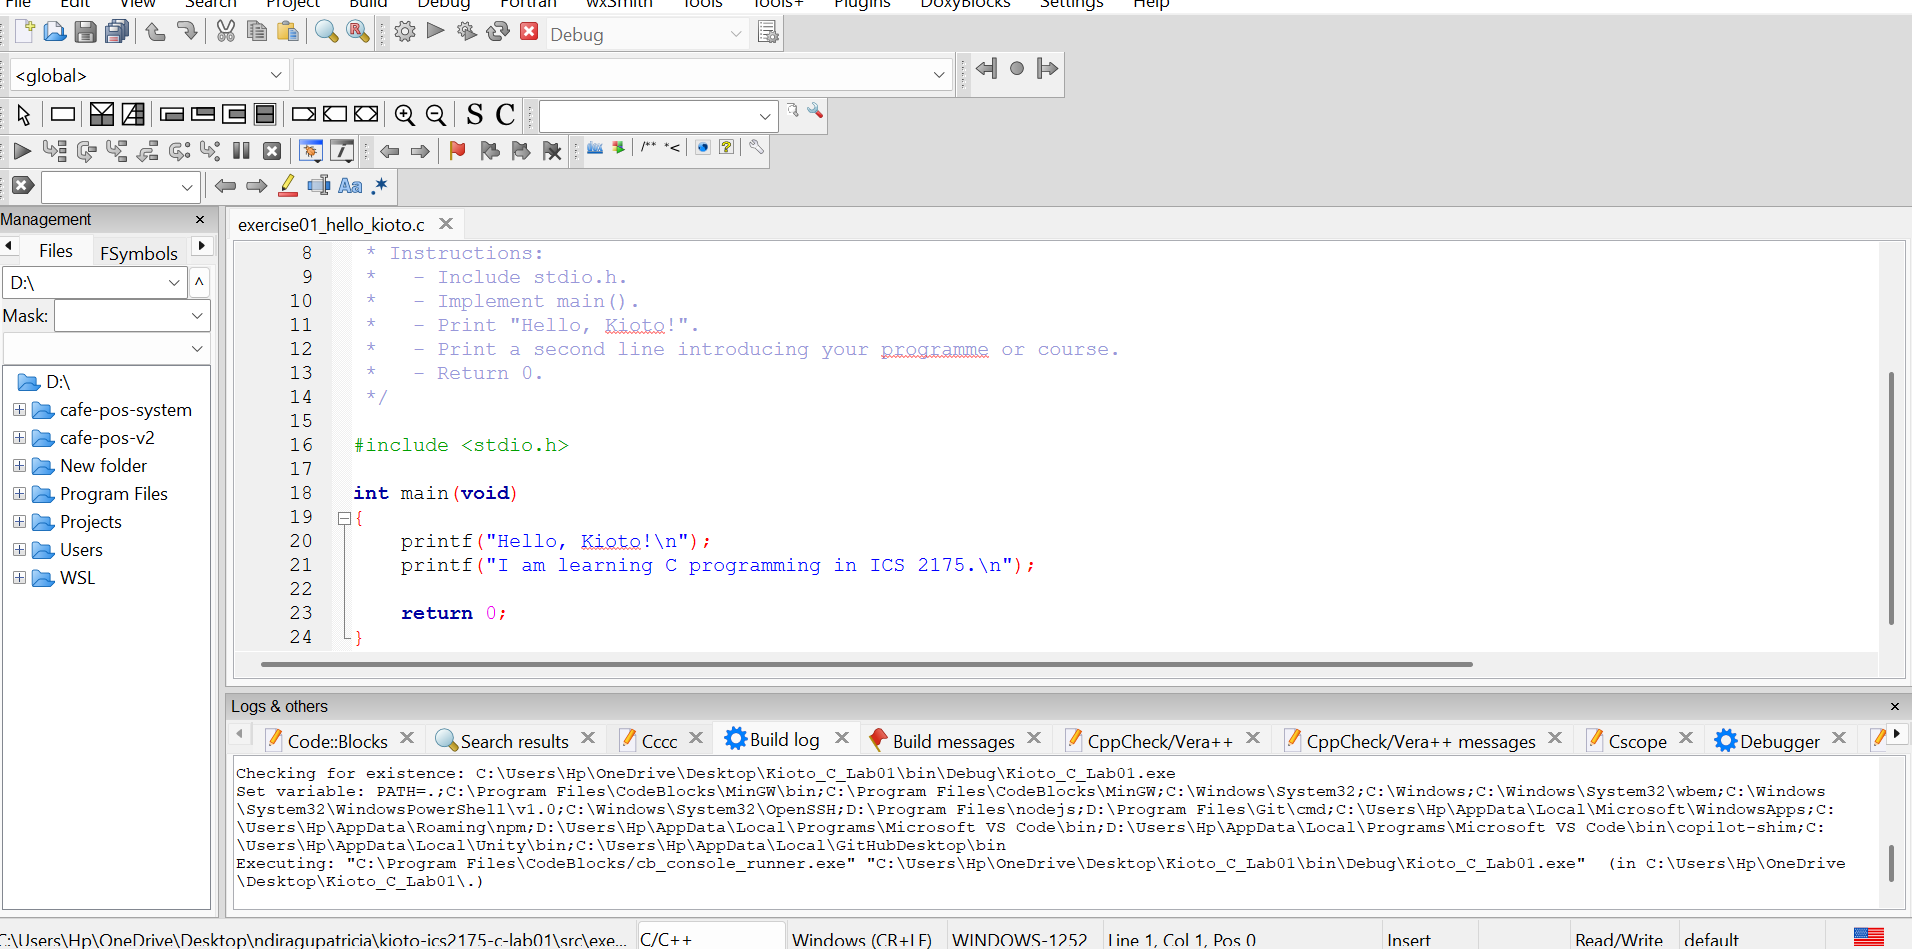 File Edit View Search Project Build Debug Fortran wxSmith Tools Tools+ Plugins DoxyBlocks Settings Help
Debug
<global>
S C
/** *<
Aa .*
Management
Files FSymbols
D:\
Mask:
D:\
cafe-pos-system
cafe-pos-v2
New folder
Program Files
Projects
Users
WSL
exercise01_hello_kioto.c
8 * Instructions:
9 * - Include stdio.h.
10 * - Implement main().
11 * - Print "Hello, Kioto!".
12 * - Print a second line introducing your programme or course.
13 * - Return 0.
14 */
15
16 #include <stdio.h>
17
18 int main(void)
19 {
20 printf("Hello, Kioto!\n");
21 printf("I am learning C programming in ICS 2175.\n");
22
23 return 0;
24 }
Logs & others
Code::Blocks Search results Cccc Build log Build messages CppCheck/Vera++ CppCheck/Vera++ messages Cscope Debugger
Checking for existence: C:\Users\Hp\OneDrive\Desktop\Kioto_C_Lab01\bin\Debug\Kioto_C_Lab01.exe
Set variable: PATH=.;C:\Program Files\CodeBlocks\MinGW\bin;C:\Program Files\CodeBlocks\MinGW;C:\Windows\System32;C:\Windows;C:\Windows\System32\wbem;C:\Windows
\System32\WindowsPowerShell\v1.0;C:\Windows\System32\OpenSSH;D:\Program Files\nodejs;D:\Program Files\Git\cmd;C:\Users\Hp\AppData\Local\Microsoft\WindowsApps;C:
\Users\Hp\AppData\Roaming\npm;D:\Users\Hp\AppData\Local\Programs\Microsoft VS Code\bin;D:\Users\Hp\AppData\Local\Programs\Microsoft VS Code\bin\copilot-shim;C:
\Users\Hp\AppData\Local\Unity\bin;C:\Users\Hp\AppData\Local\GitHubDesktop\bin
Executing: "C:\Program Files\CodeBlocks/cb_console_runner.exe" "C:\Users\Hp\OneDrive\Desktop\Kioto_C_Lab01\bin\Debug\Kioto_C_Lab01.exe"  (in C:\Users\Hp\OneDrive
\Desktop\Kioto_C_Lab01\.)
C:\Users\Hp\OneDrive\Desktop\ndiragupatricia\kioto-ics2175-c-lab01\src\exe... C/C++ Windows (CR+LF) WINDOWS-1252 Line 1, Col 1, Pos 0 Insert Read/Write default